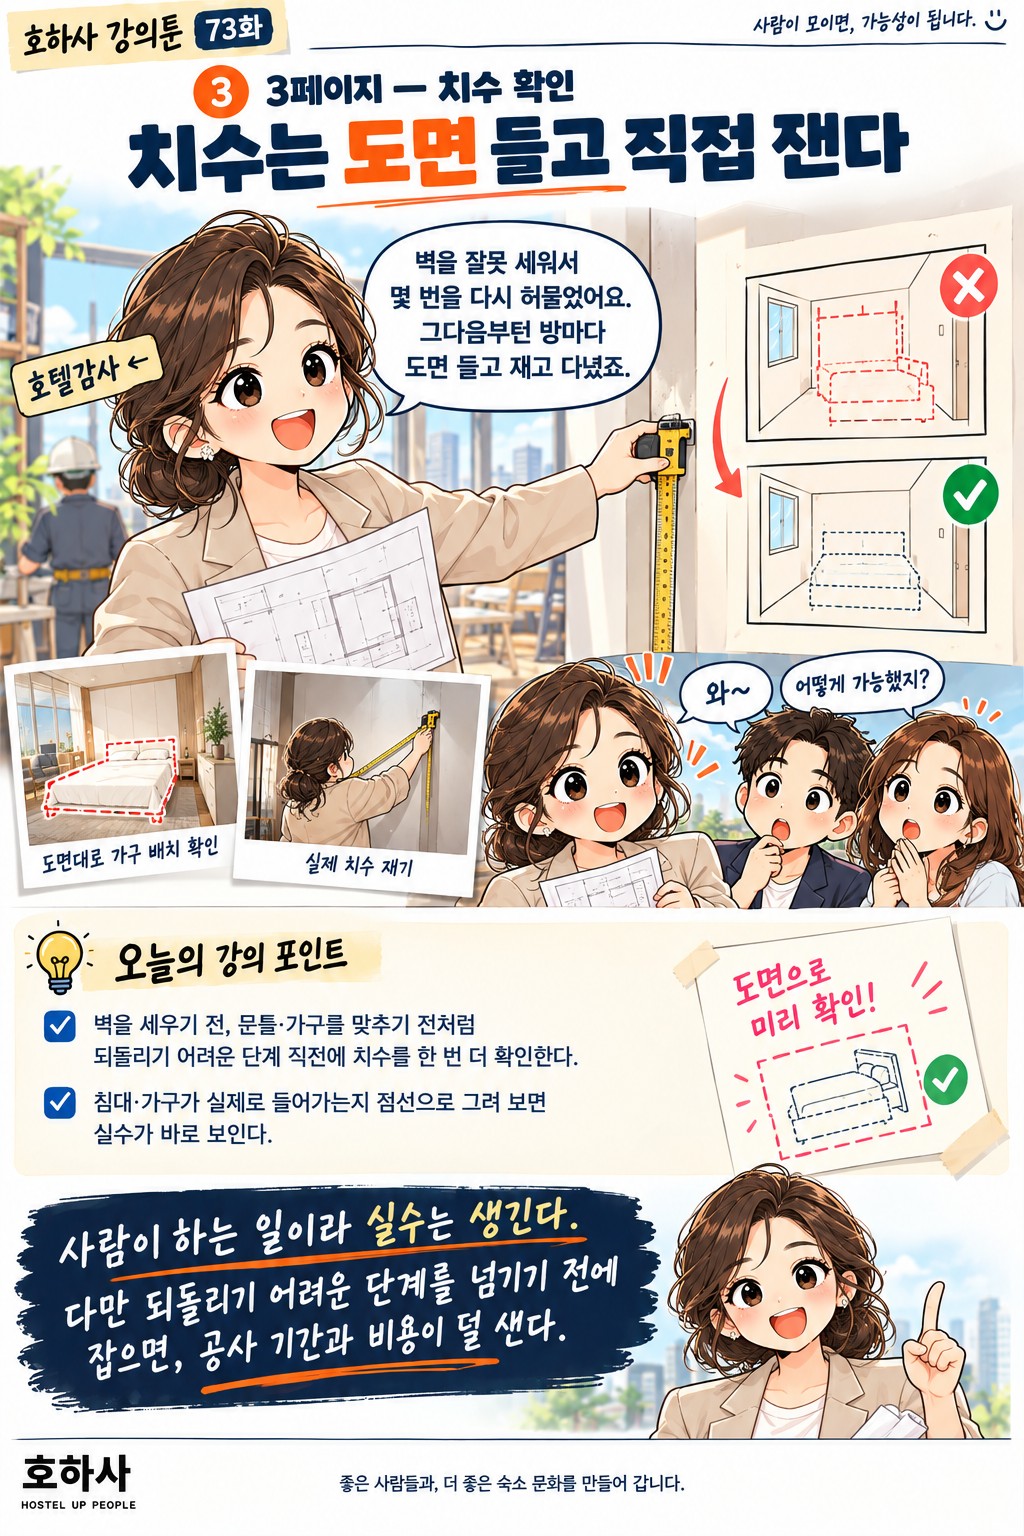 호하사 강의툰 73화
사람이 모이면, 가능성이 됩니다.
3 3페이지 — 치수 확인
치수는 도면 들고 직접 잰다
벽을 잘못 세워서
몇 번을 다시 허물었어요.
그다음부턴 방마다
도면 들고 재고 다녔죠.
호텔감사 ←
도면대로 가구 배치 확인
실제 치수 재기
와~
어떻게 가능했지?
오늘의 강의 포인트
벽을 세우기 전, 문틀·가구를 맞추기 전처럼
되돌리기 어려운 단계 직전에 치수를 한 번 더 확인한다.
침대·가구가 실제로 들어가는지 점선으로 그려 보면
실수가 바로 보인다.
도면으로
미리 확인!
사람이 하는 일이라 실수는 생긴다.
다만 되돌리기 어려운 단계를 넘기기 전에
잡으면, 공사 기간과 비용이 덜 샌다.
호하사
HOSTEL UP PEOPLE
좋은 사람들과, 더 좋은 숙소 문화를 만들어 갑니다.